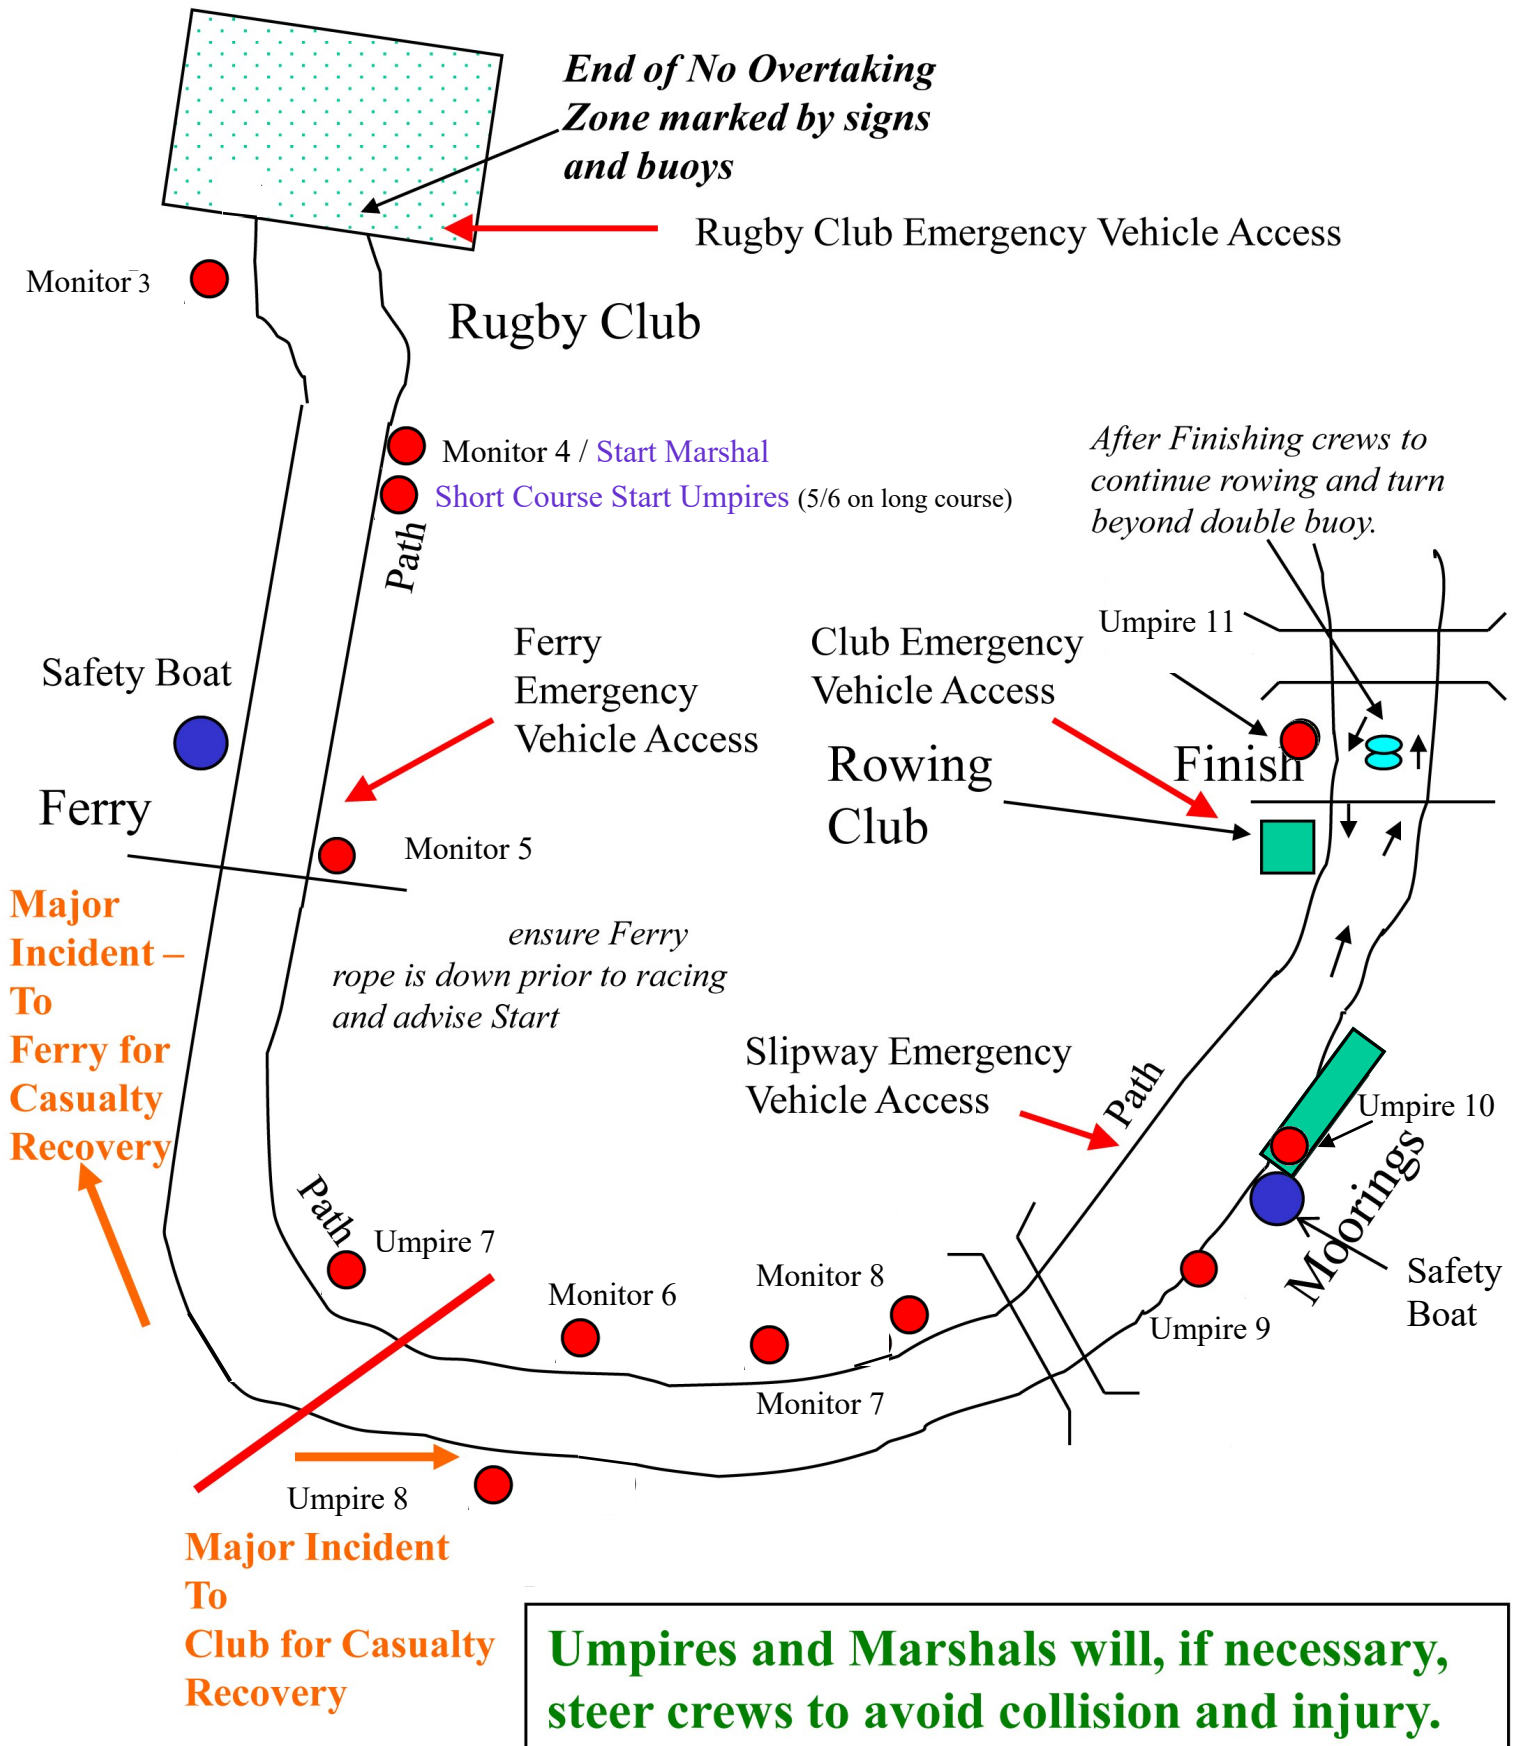 End of No Overtaking
Zone marked by signs
and buoys
Rugby Club Emergency Vehicle Access
Monitor 3
Rugby Club
Monitor 4 / Start Marshal
Short Course Start Umpires (5/6 on long course)
Path
After Finishing crews to
continue rowing and turn
beyond double buoy.
Umpire 11
Safety Boat
Ferry
Emergency
Vehicle Access
Club Emergency
Vehicle Access
Rowing
Club
Finish
Ferry
Monitor 5
Major
Incident –
To
Ferry for
Casualty
Recovery
ensure Ferry
rope is down prior to racing
and advise Start
Slipway Emergency
Vehicle Access
Path
Umpire 10
Moorings
Safety
Boat
Path
Umpire 7
Monitor 6
Monitor 8
Umpire 9
Monitor 7
Umpire 8
Major Incident
To
Club for Casualty
Recovery
Umpires and Marshals will, if necessary,
steer crews to avoid collision and injury.